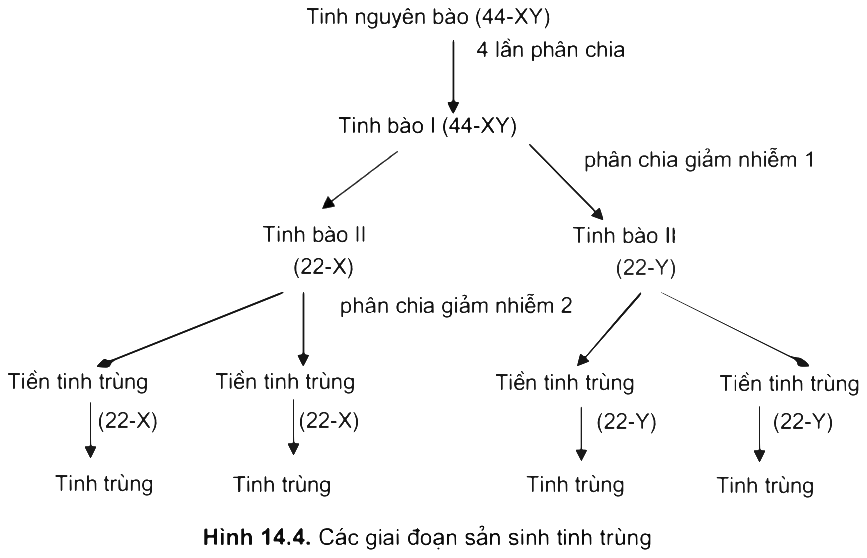 Tinh nguyên bào (44-XY)
4 lần phân chia
Tinh bào I (44-XY)
phân chia giảm nhiễm 1
Tinh bào II
Tinh bào II
(22-X)
(22-Y)
phân chia giảm nhiễm 2
Tiền tinh trùng
Tiền tinh trùng
Tiền tinh trùng
Tiền tinh trùng
(22-X)
(22-X)
(22-Y)
(22-Y)
Tinh trùng
Tinh trùng
Tinh trùng
Tinh trùng
Hình 14.4. Các giai đoạn sản sinh tinh trùng